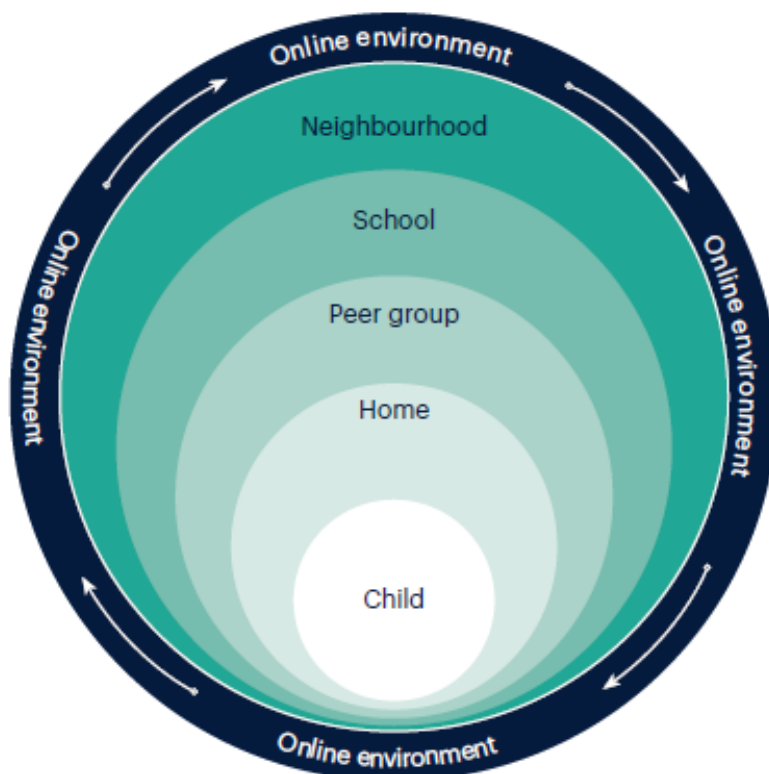 Online environment
Neighbourhood
School
Online environment
Online environment
Peer group
Home
Child
Online environment